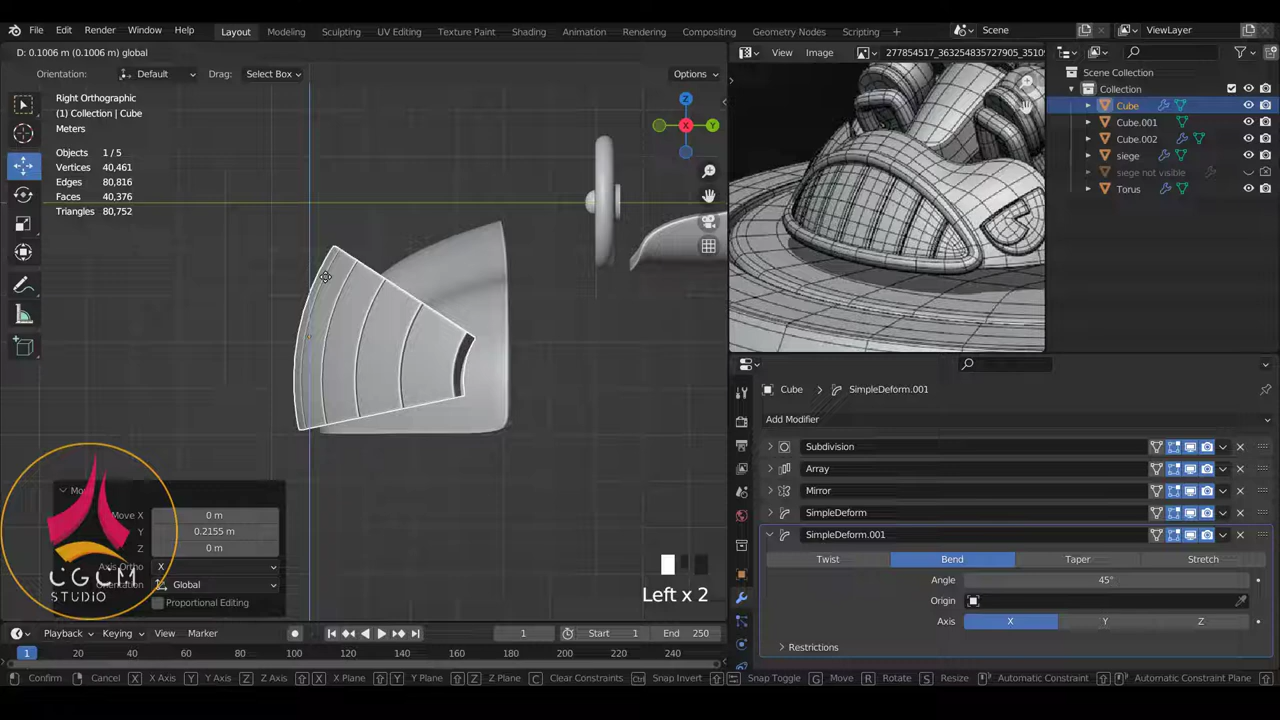 File Edit Render Window Help Layout Modeling Sculpting UV Editing Texture Paint Shading Animation Rendering Compositing Geometry Nodes Scripting Scene ViewLayer
D: 0.1006 m (0.1006 m) global
View Image 277854517_363254835727905_3510
Orientation: Default Drag: Select Box Options
Scene Collection
Collection
Cube
Cube.001
Cube.002
siege
siege not visible
Torus
Right Orthographic
(1) Collection | Cube
Meters
Objects 1 / 5
Vertices 40,461
Edges 80,816
Faces 40,376
Triangles 80,752
Z
X
Y
Cube > SimpleDeform.001
Add Modifier
Subdivision
Array
Mirror
SimpleDeform
SimpleDeform.001
Twist Bend Taper Stretch
Angle 45°
Origin
Axis X Y Z
Restrictions
Move X 0 m
Y 0.2155 m
Z 0 m
Axis Ortho X
Global
Proportional Editing
CGCM
STUDIO
Left x 2
Playback Keying View Marker 1 Start 1 End 250
1 20 40 60 80 100 120 140 160 180 200 220 240
Confirm Cancel X X Axis Y Y Axis Z Z Axis X X Plane Y Y Plane Z Z Plane C Clear Constraints Ctrl Snap Invert Snap Toggle G Move R Rotate S Resize Automatic Constraint Automatic Constraint Plane